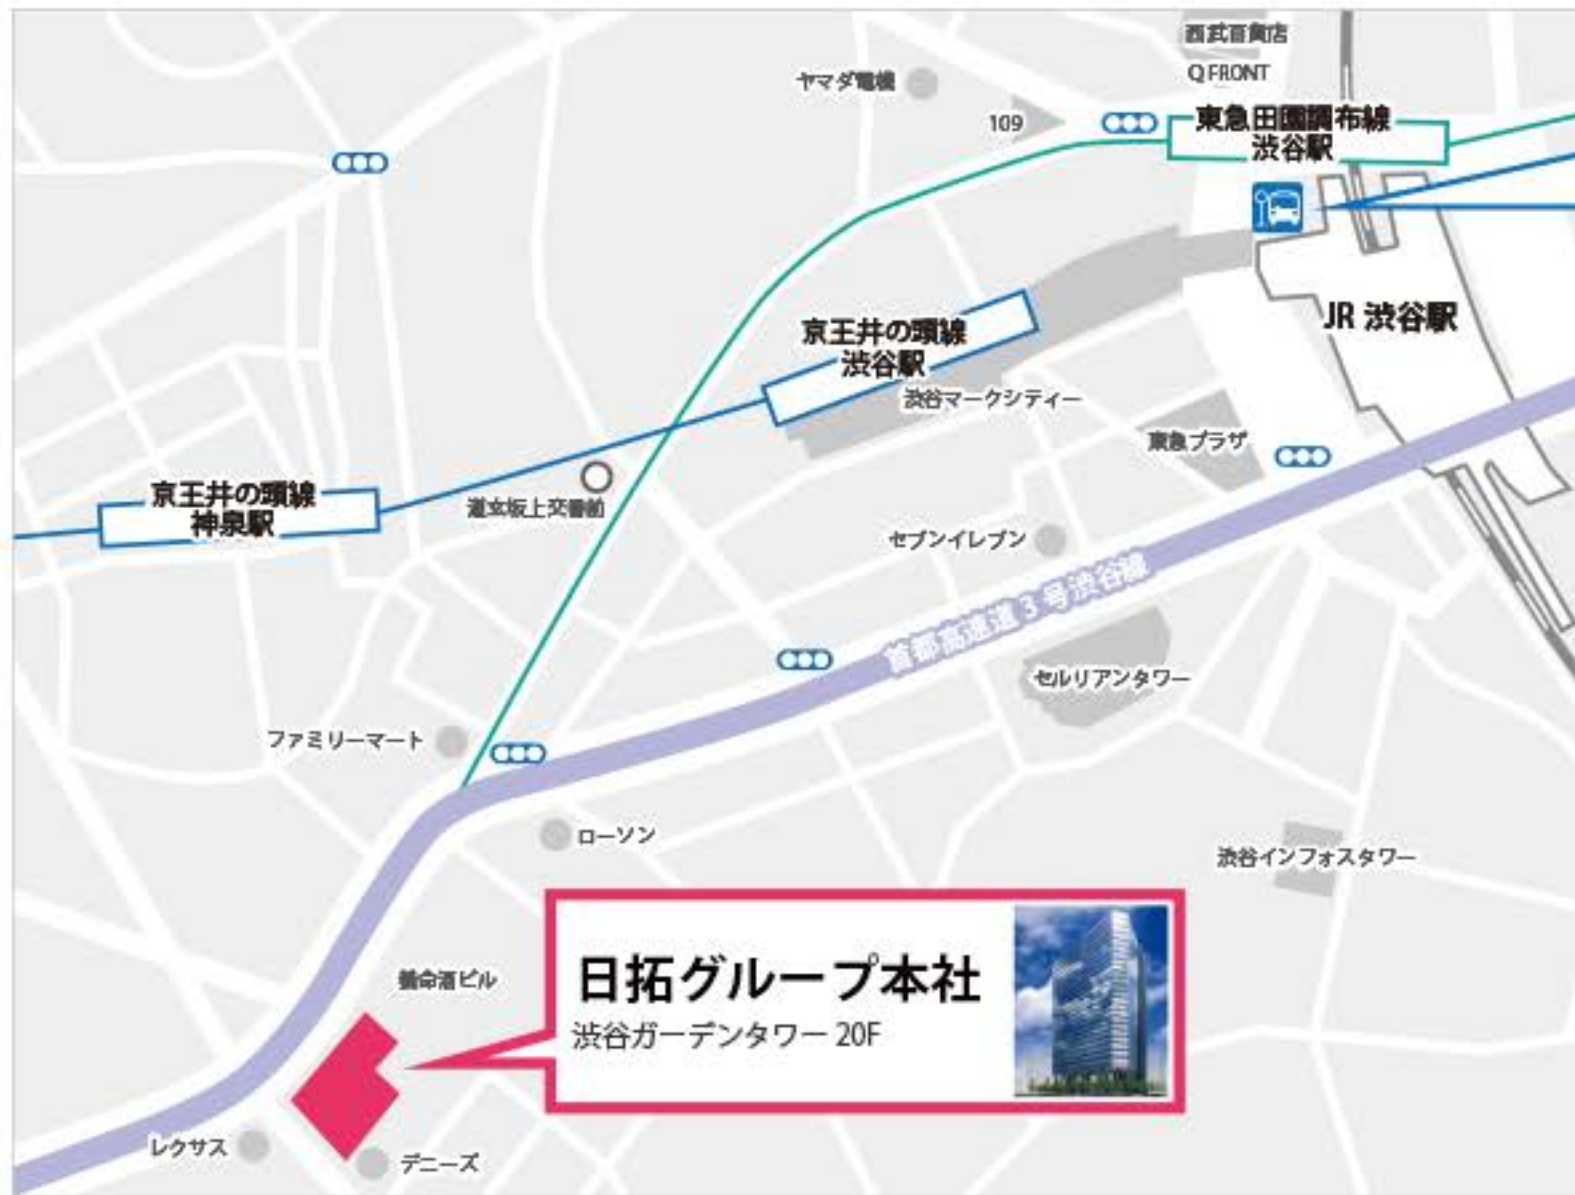 西武百貨店
QFRONT
ヤマダ電機
109
東急田園調布線
渋谷駅
JR 渋谷駅
京王井の頭線
渋谷駅
渋谷マークシティー
東急プラザ
京王井の頭線
神泉駅
道玄坂上交番前
セブンイレブン
首都高速道3号渋谷線
セルリアンタワー
ファミリーマート
ローソン
渋谷インフォスタワー
養命酒ビル
日拓グループ本社
渋谷ガーデンタワー 20F
レクサス
デニーズ